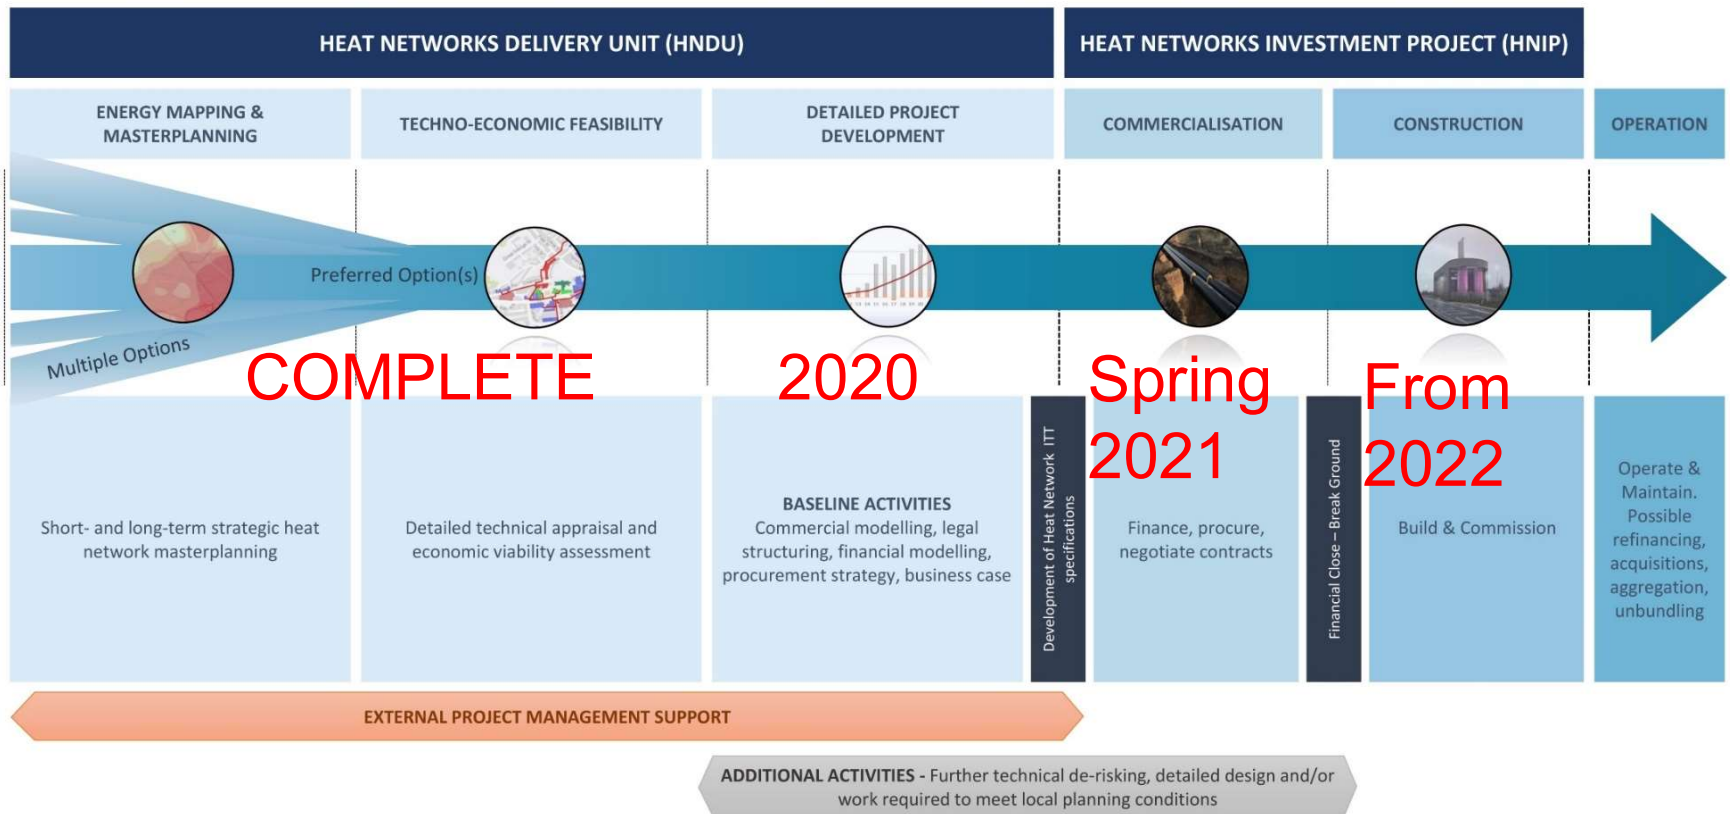 HEAT NETWORKS DELIVERY UNIT (HNDU)
HEAT NETWORKS INVESTMENT PROJECT (HNIP)
ENERGY MAPPING &
MASTERPLANNING
TECHNO-ECONOMIC FEASIBILITY
DETAILED PROJECT
DEVELOPMENT
COMMERCIALISATION
CONSTRUCTION
OPERATION
Preferred Option(s)
Multiple Options
COMPLETE
2020
Spring
2021
From
2022
Short- and long-term strategic heat
network masterplanning
Detailed technical appraisal and
economic viability assessment
BASELINE ACTIVITIES
Commercial modelling, legal
structuring, financial modelling,
procurement strategy, business case
Development of Heat Network ITT
specifications
Finance, procure,
negotiate contracts
Financial Close – Break Ground
Build & Commission
Operate &
Maintain.
Possible
refinancing,
acquisitions,
aggregation,
unbundling
EXTERNAL PROJECT MANAGEMENT SUPPORT
ADDITIONAL ACTIVITIES - Further technical de-risking, detailed design and/or
work required to meet local planning conditions